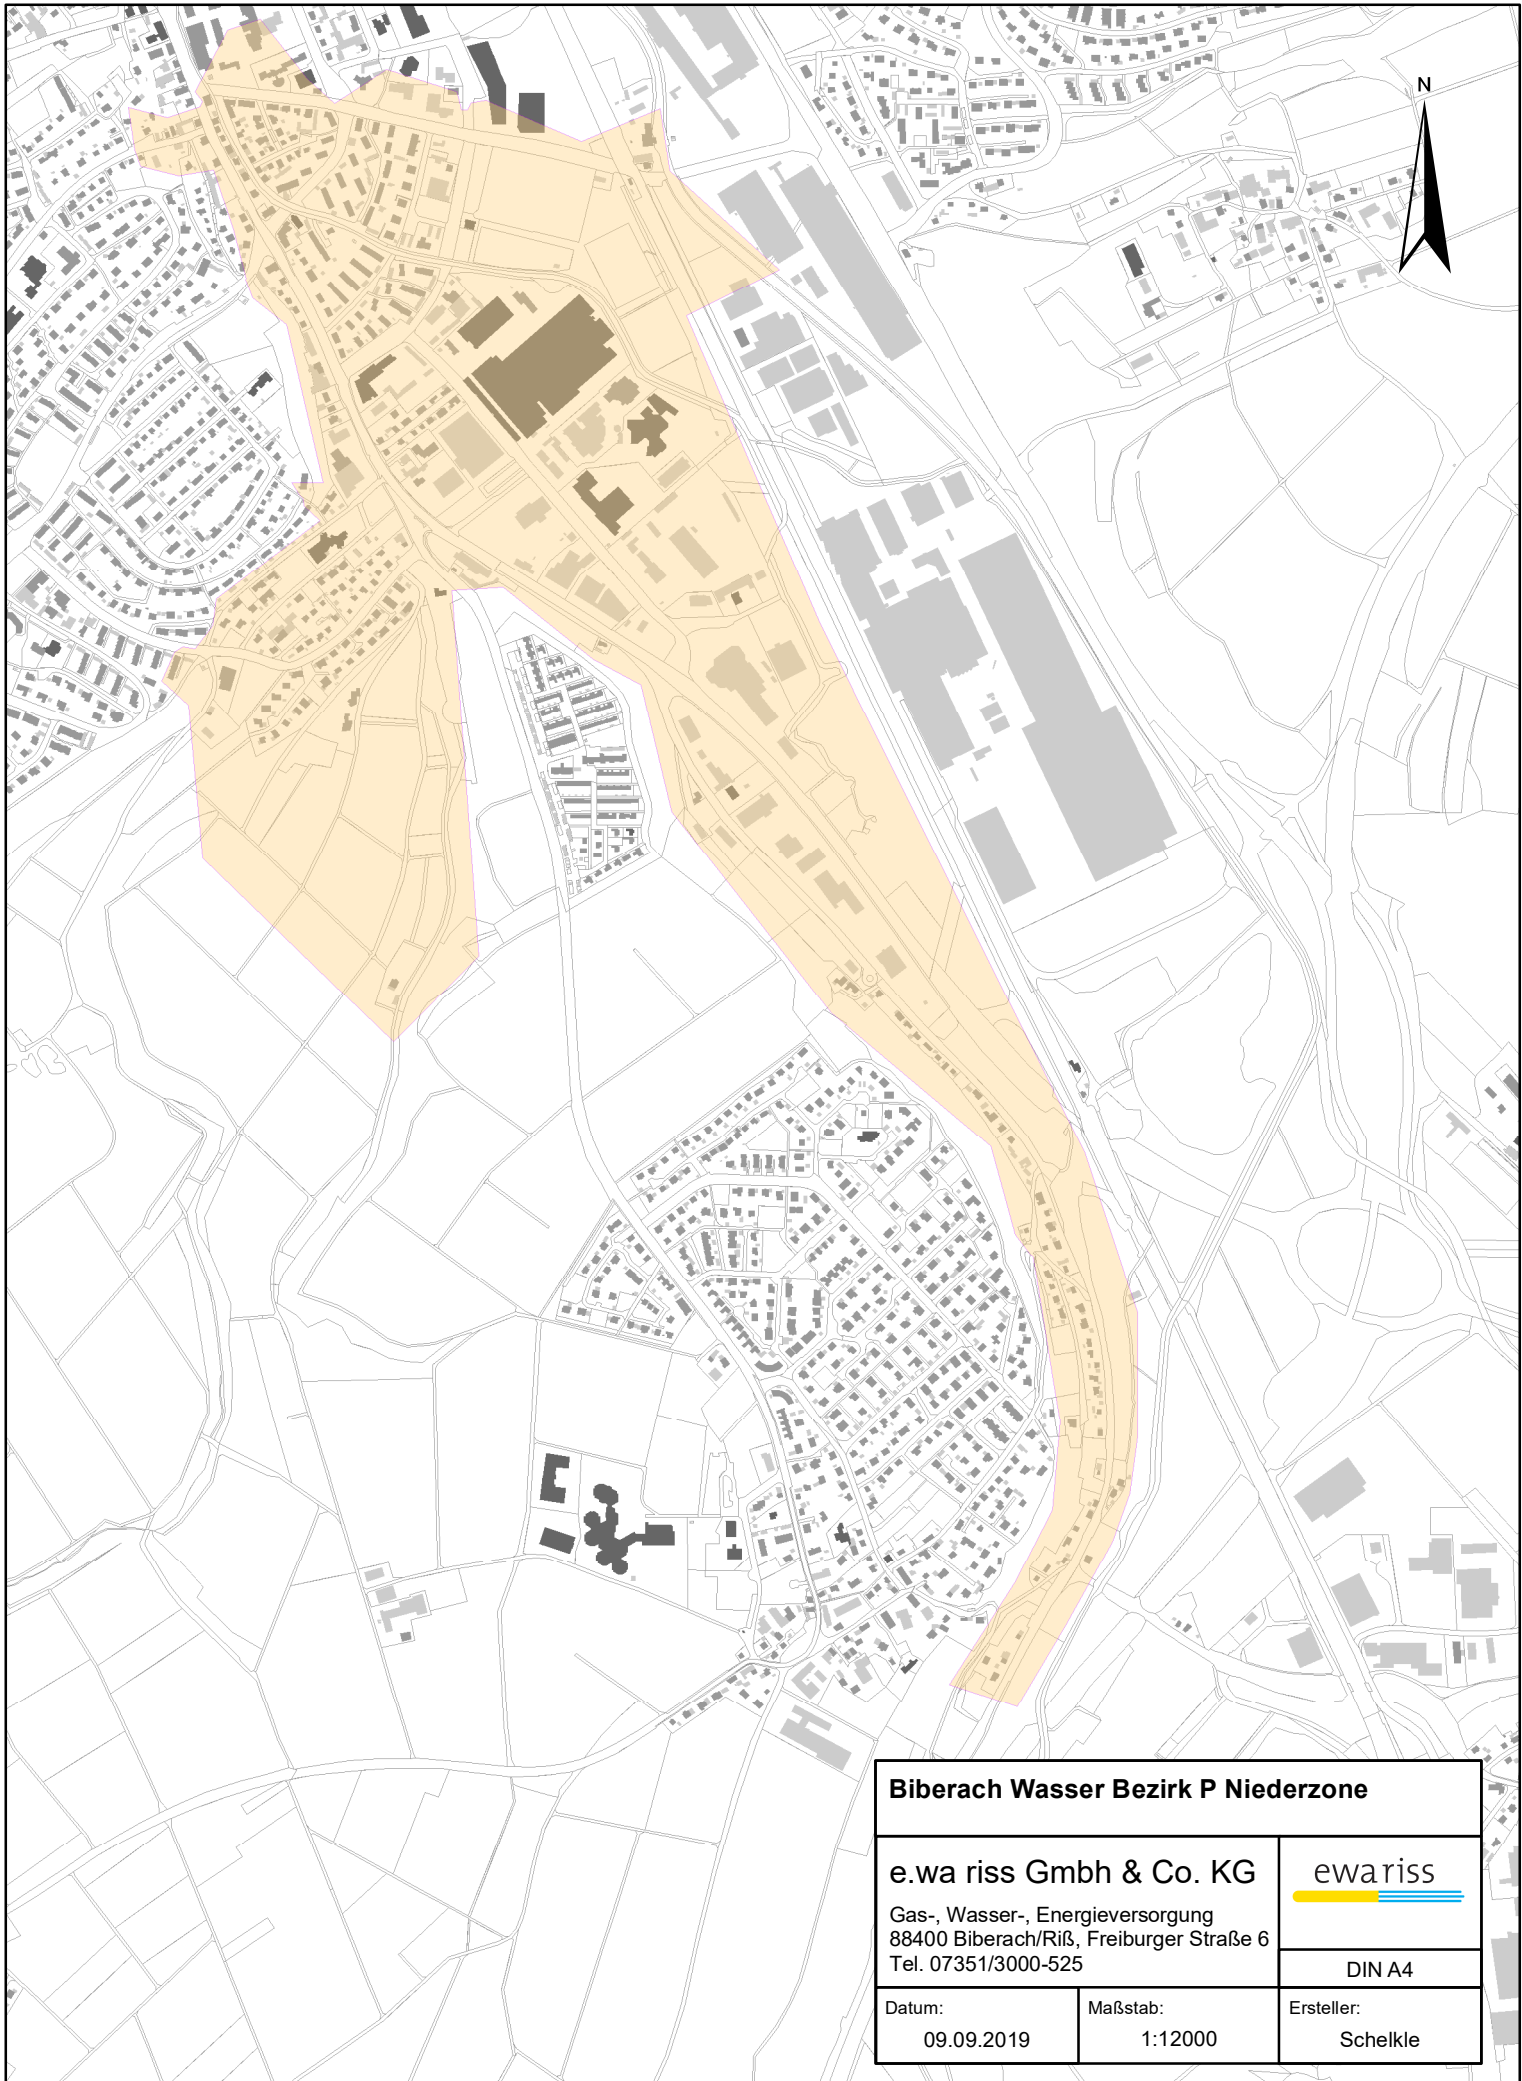 N
Biberach Wasser Bezirk P Niederzone
e.wa riss Gmbh & Co. KG
Gas-, Wasser-, Energieversorgung
88400 Biberach/Riß, Freiburger Straße 6
Tel. 07351/3000-525
ewariss
DIN A4
Datum:
09.09.2019
Maßstab:
1:12000
Ersteller:
Schelkle